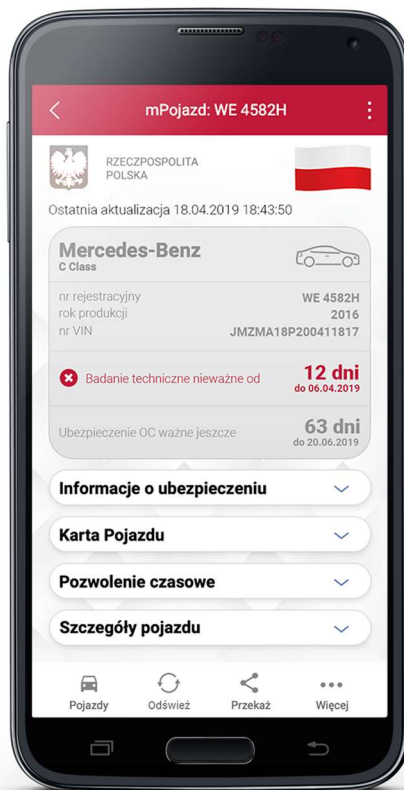 mPojazd: WE 4582H
RZECZPOSPOLITA
POLSKA
Ostatnia aktualizacja 18.04.2019 18:43:50
Mercedes-Benz
C Class
nr rejestracyjny WE 4582H
rok produkcji 2016
nr VIN JMZMA18P200411817
Badanie techniczne nieważne od 12 dni
do 06.04.2019
Ubezpieczenie OC ważne jeszcze 63 dni
do 20.06.2019
Informacje o ubezpieczeniu
Karta Pojazdu
Pozwolenie czasowe
Szczegóły pojazdu
Pojazdy Odśwież Przekaż Więcej